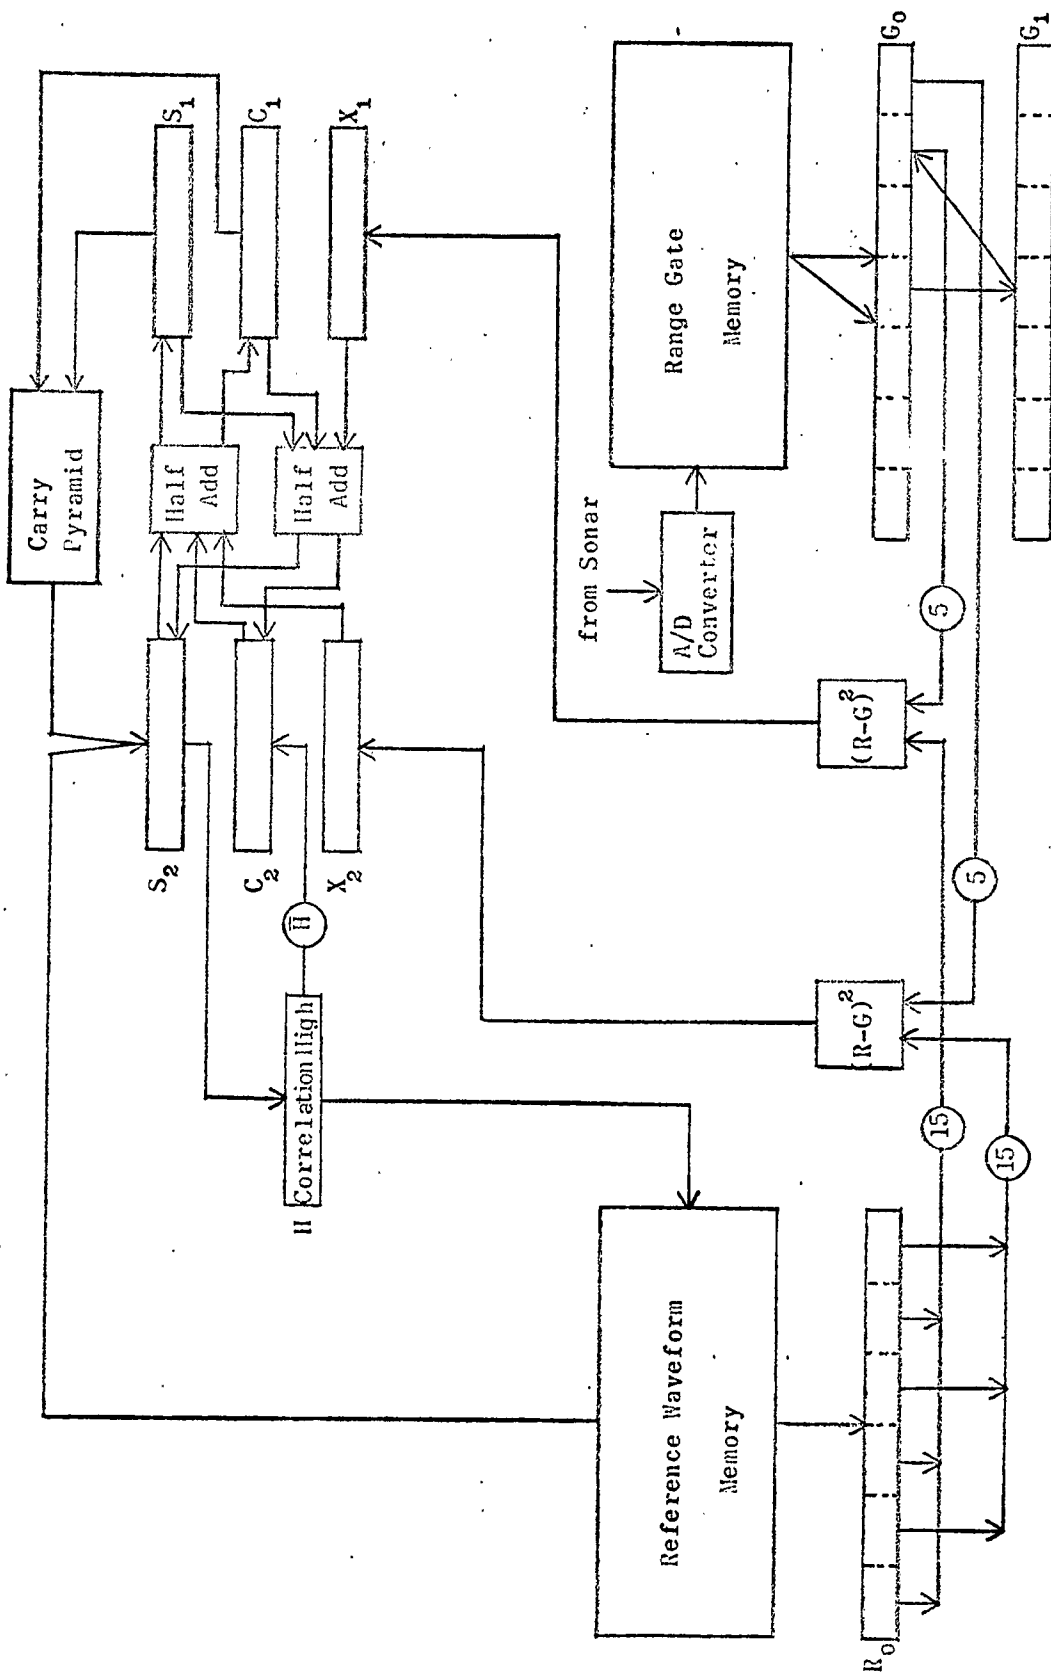 Carry
Pyramid
S₂
Half
Add
S₁
C₂
C₁
H̅
Half
Add
X₂
X₁
H
Correlation High
from Sonar
A/D
Converter
Reference Waveform
Memory
Range Gate
Memory
(R-G)²
(R-G)²
R₀
G₀
15
5
15
5
G₁